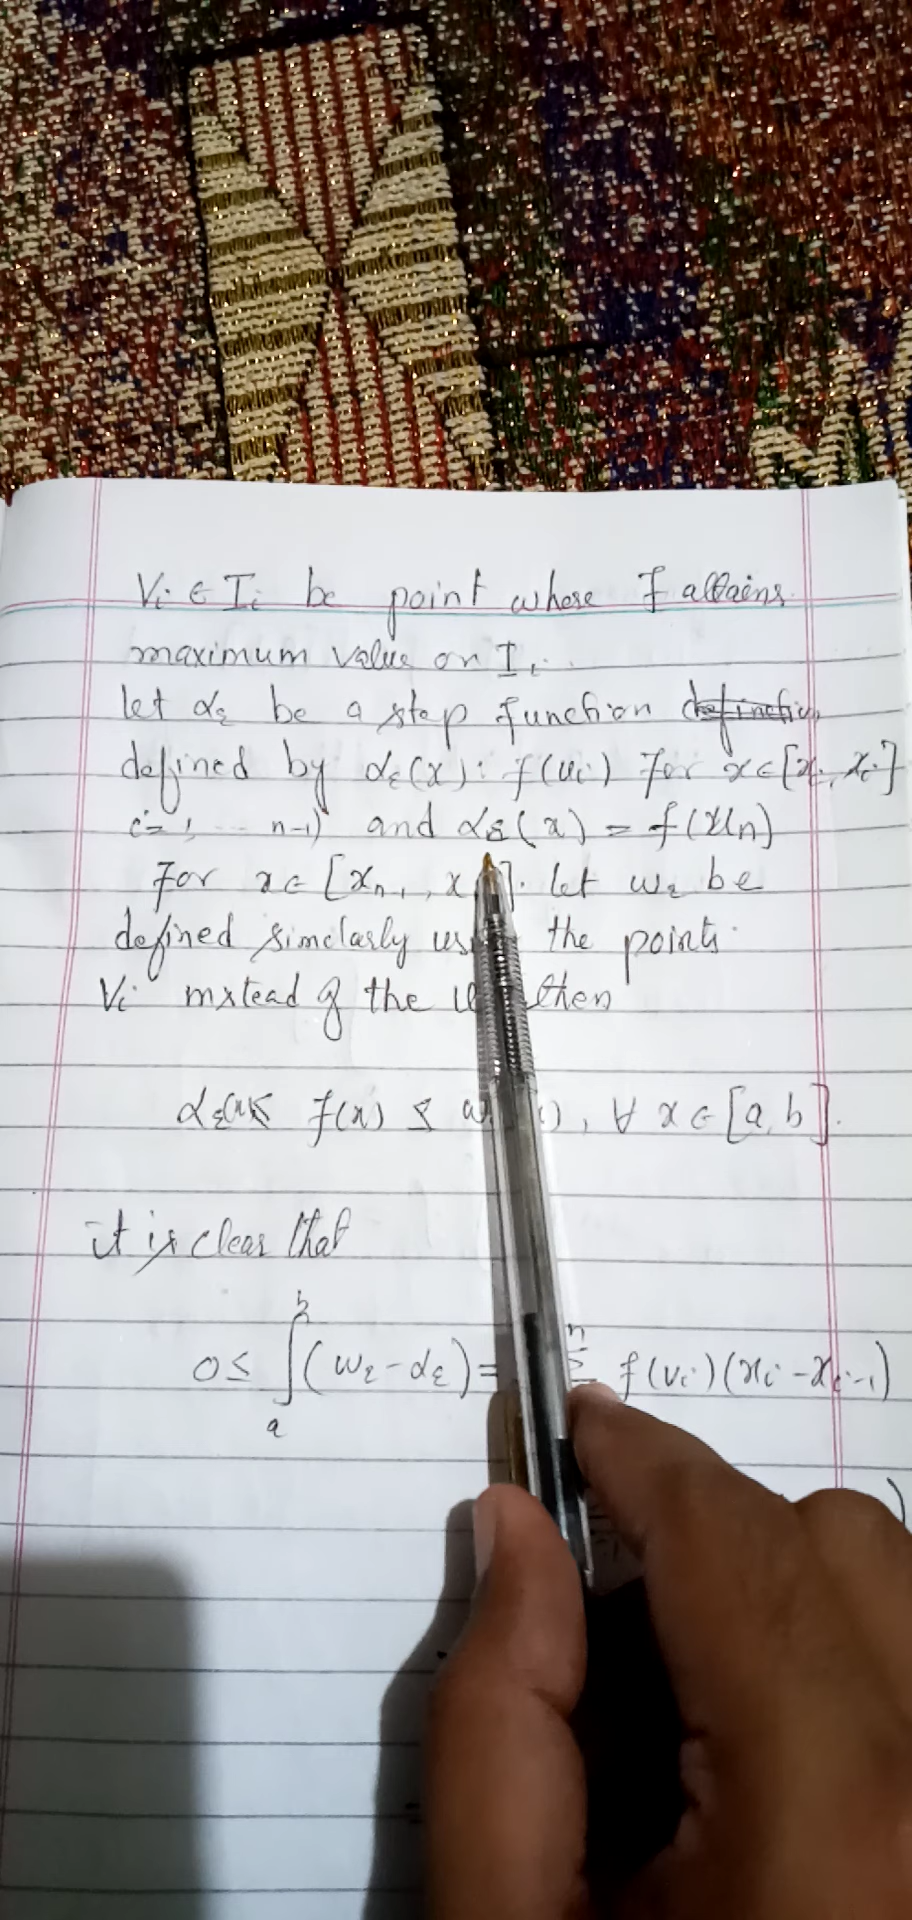 Vi ∈ Ii be point where f attains
maximum value on Ii.
let αε be a step function
defined by αε(x) : f(ui) for x ∈ [xi, xi]
i = 1, ... n-1) and αε(x) = f(xn)
for x ∈ [xn-1, x ]. let wε be
defined similarly the points
Vi instead of the then
αε(x) ≤ f(x) ≤ w , ∀ x ∈ [a, b].
it is clear that
0 ≤ ∫ab (wε - αε) = n f(vi)(xi - xi-1)